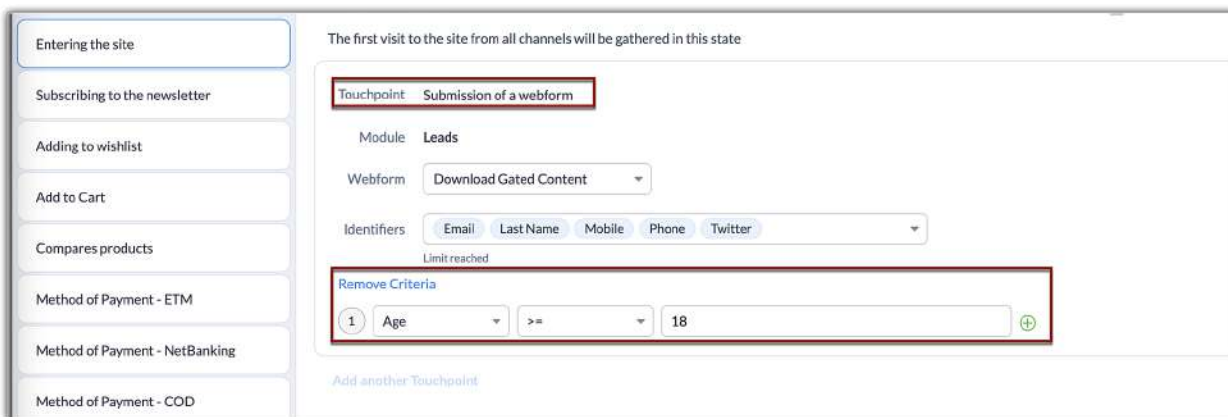 Entering the site
Subscribing to the newsletter
Adding to wishlist
Add to Cart
Compares products
Method of Payment - ETM
Method of Payment - NetBanking
Method of Payment - COD
The first visit to the site from all channels will be gathered in this state
Touchpoint Submission of a webform
Module Leads
Webform Download Gated Content
Identifiers Email Last Name Mobile Phone Twitter
Limit reached
Remove Criteria
1 Age >= 18
Add another Touchpoint